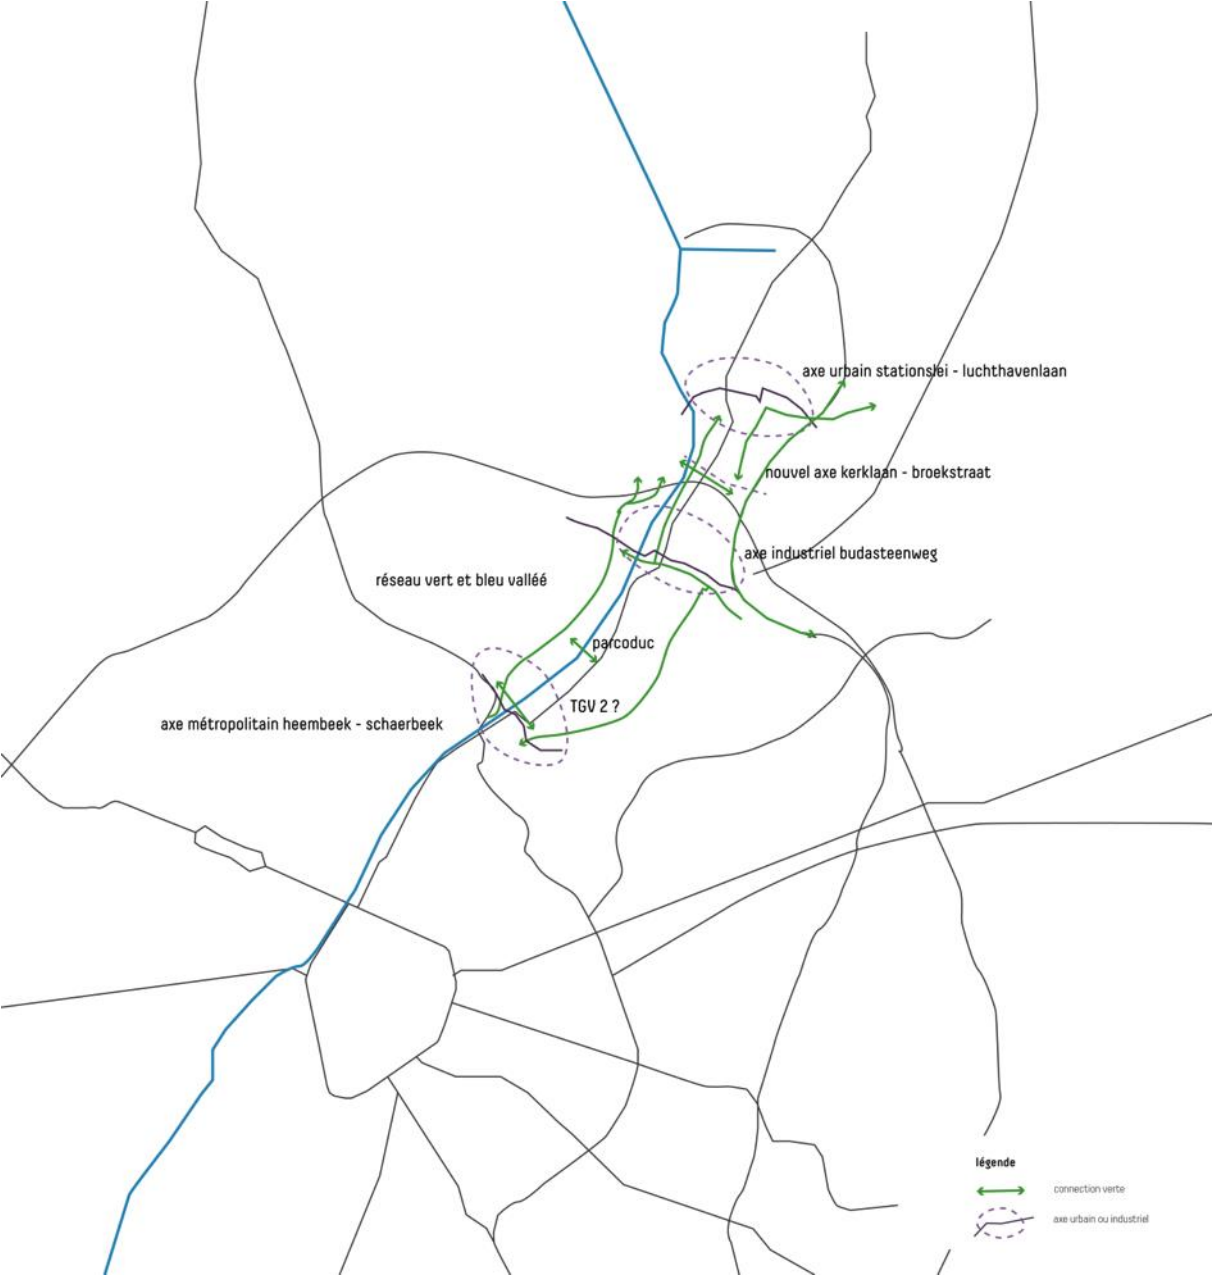 axe urbain stationslei - luchthavenlaan
nouvel axe kerklaan - broekstraat
axe industriel budasteenweg
réseau vert et bleu valléé
parcoduc
TGV 2 ?
axe métropolitain heembeek - schaerbeek
légende
connection verte
axe urbain ou industriel